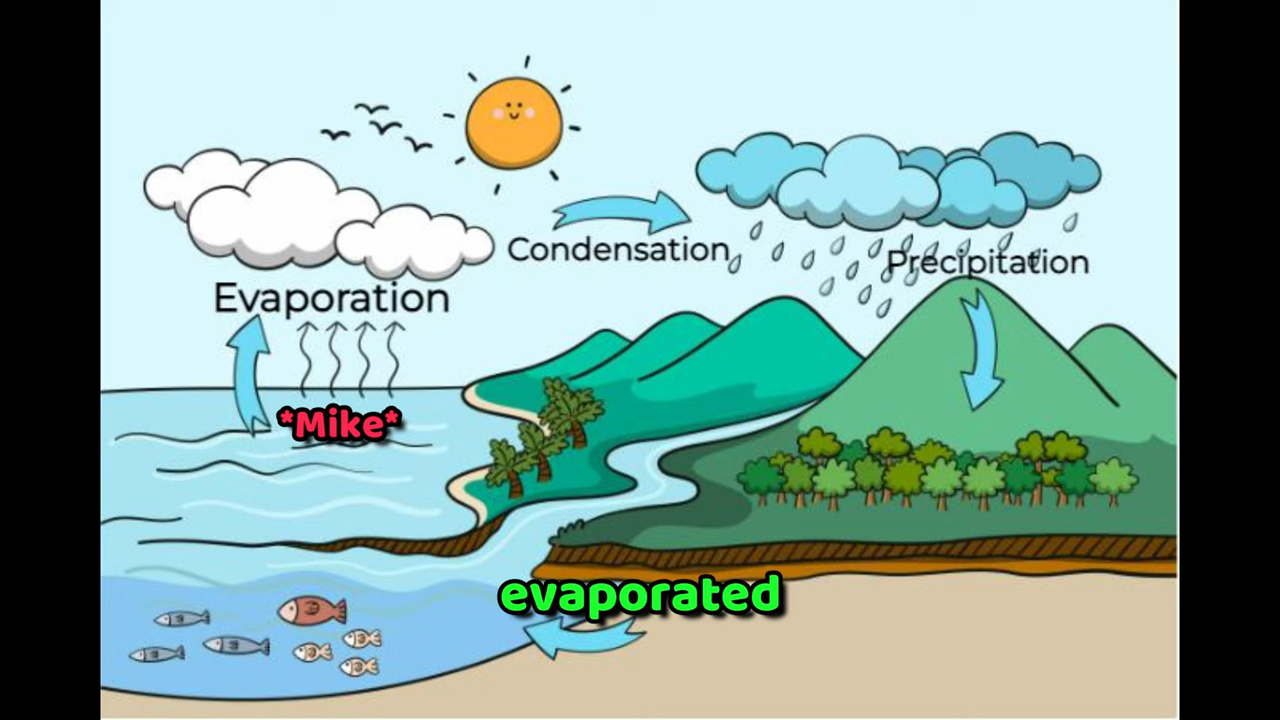 Condensation
Precipitation
Evaporation
*Mike*
evaporated